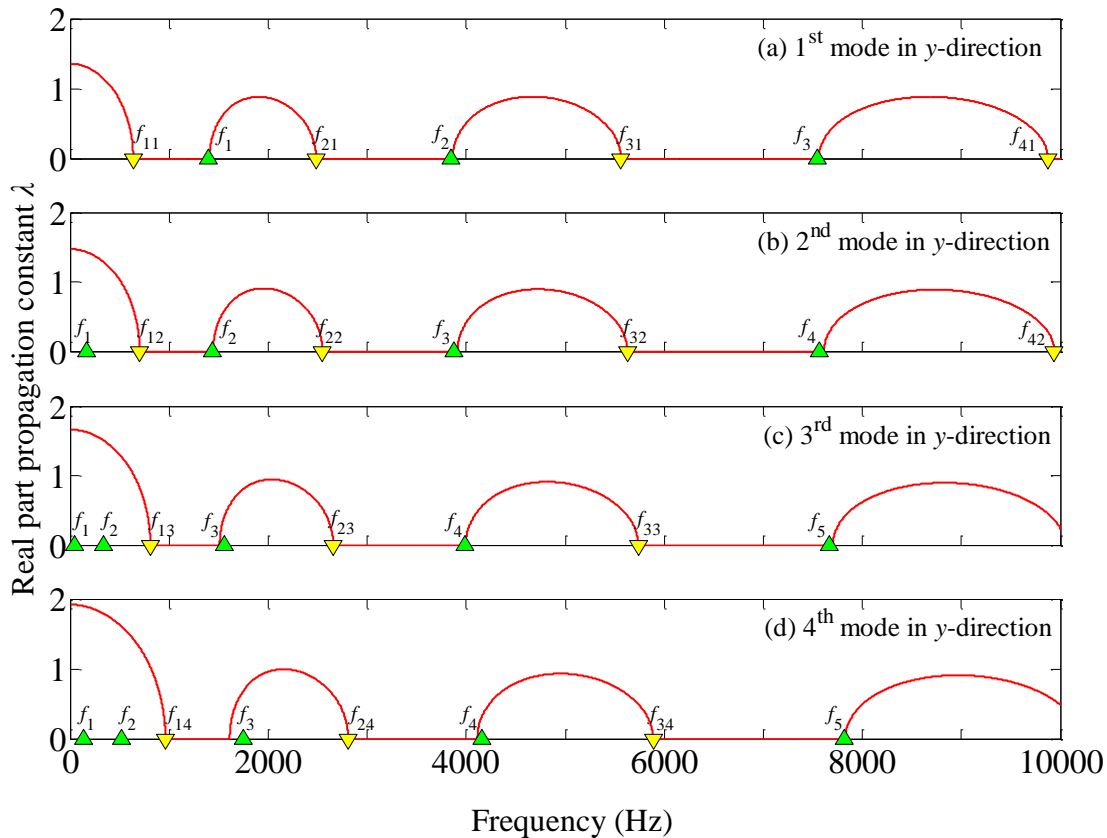 2
(a) 1st mode in y-direction
1
f11 f1 f21 f2 f31 f3 f41
0
2
(b) 2nd mode in y-direction
1
f1 f12 f2 f22 f3 f32 f4 f42
0
2
(c) 3rd mode in y-direction
1
f1 f2 f13 f3 f23 f4 f33 f5
0
2
(d) 4th mode in y-direction
1
f1 f2 f14 f3 f24 f4 f34 f5
0
0 2000 4000 6000 8000 10000
Frequency (Hz)
Real part propagation constant λ